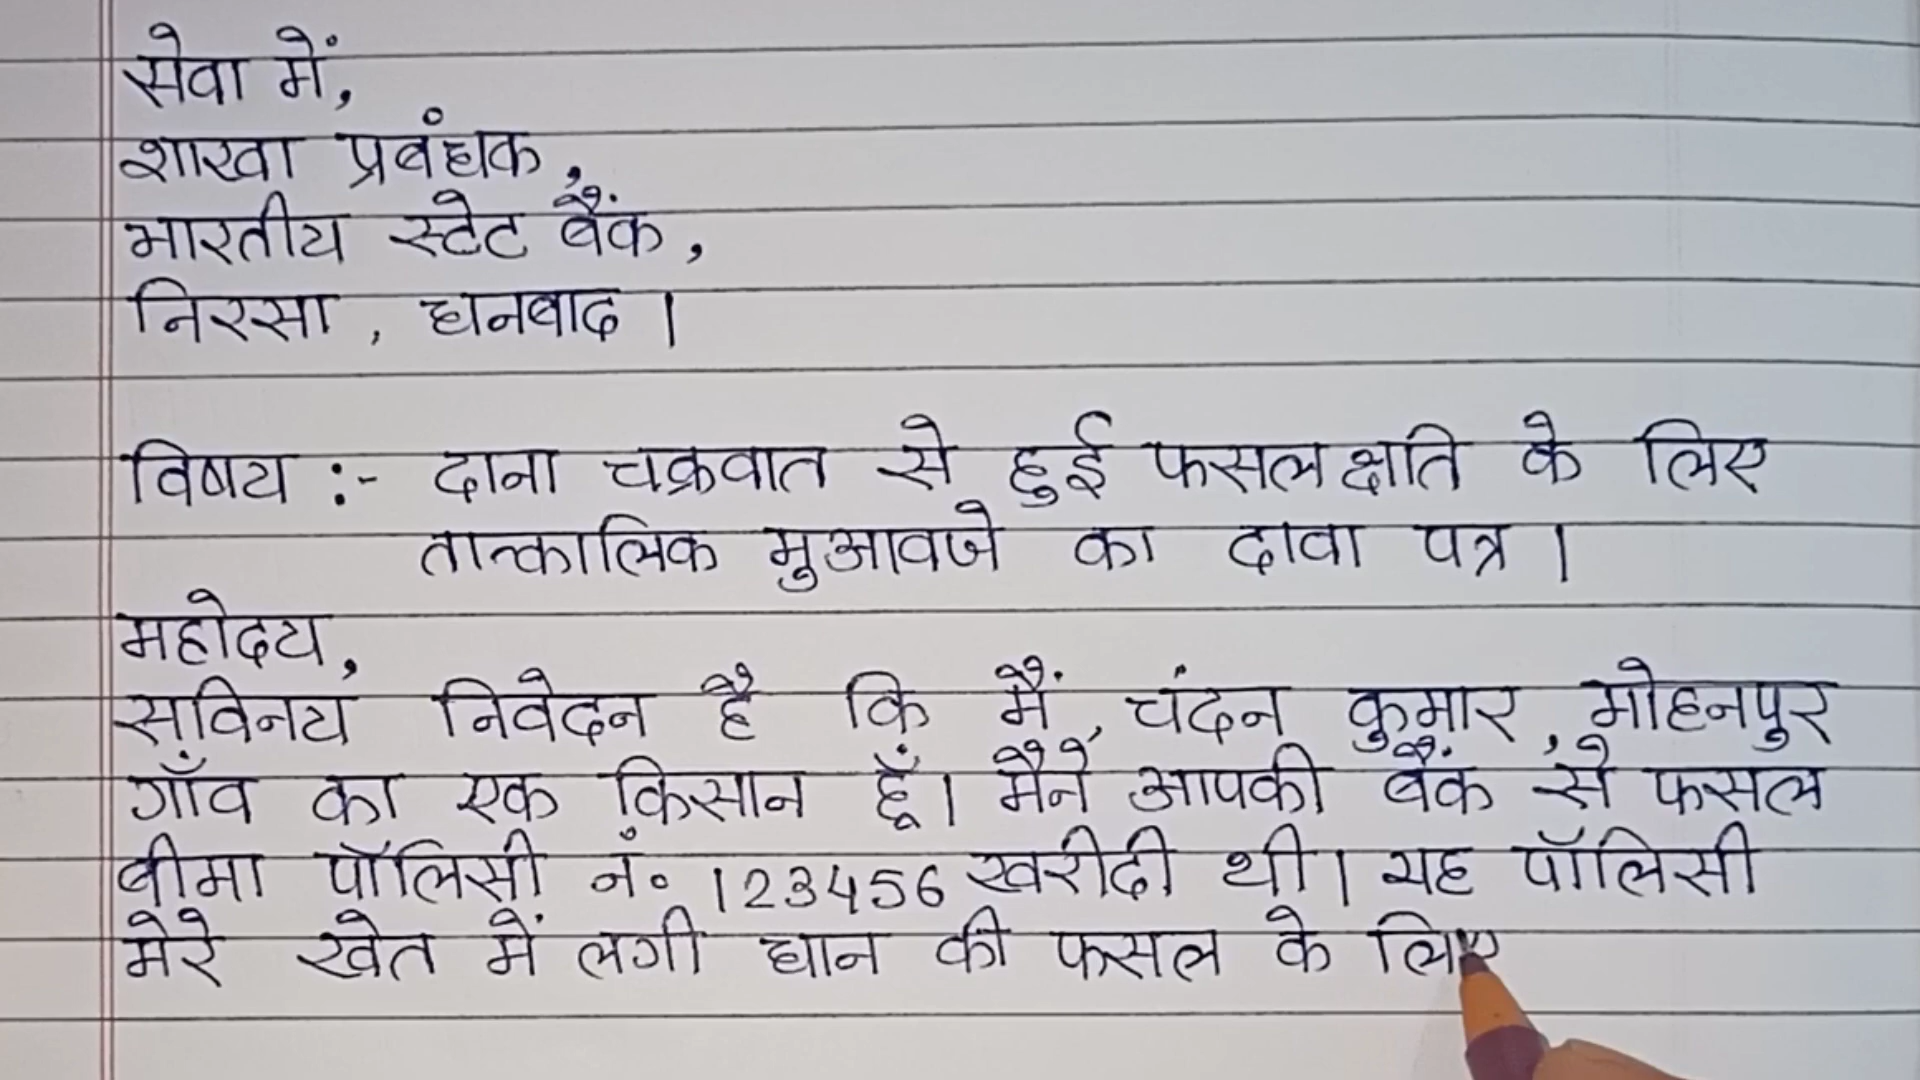 सेवा में,
शाखा प्रबंधक,
भारतीय स्टेट बैंक,
निरसा, धनबाद।
विषय :- दाना चक्रवात से हुई फसल क्षति के लिए
तात्कालिक मुआवजे का दावा पत्र।
महोदय,
सविनय निवेदन है कि मैं, चंदन कुमार, मोहनपुर
गाँव का एक किसान हूँ। मैंने आपकी बैंक से फसल
बीमा पॉलिसी नं॰ 123456 खरीदी थी। यह पॉलिसी
मेरे खेत में लगी धान की फसल के लिए